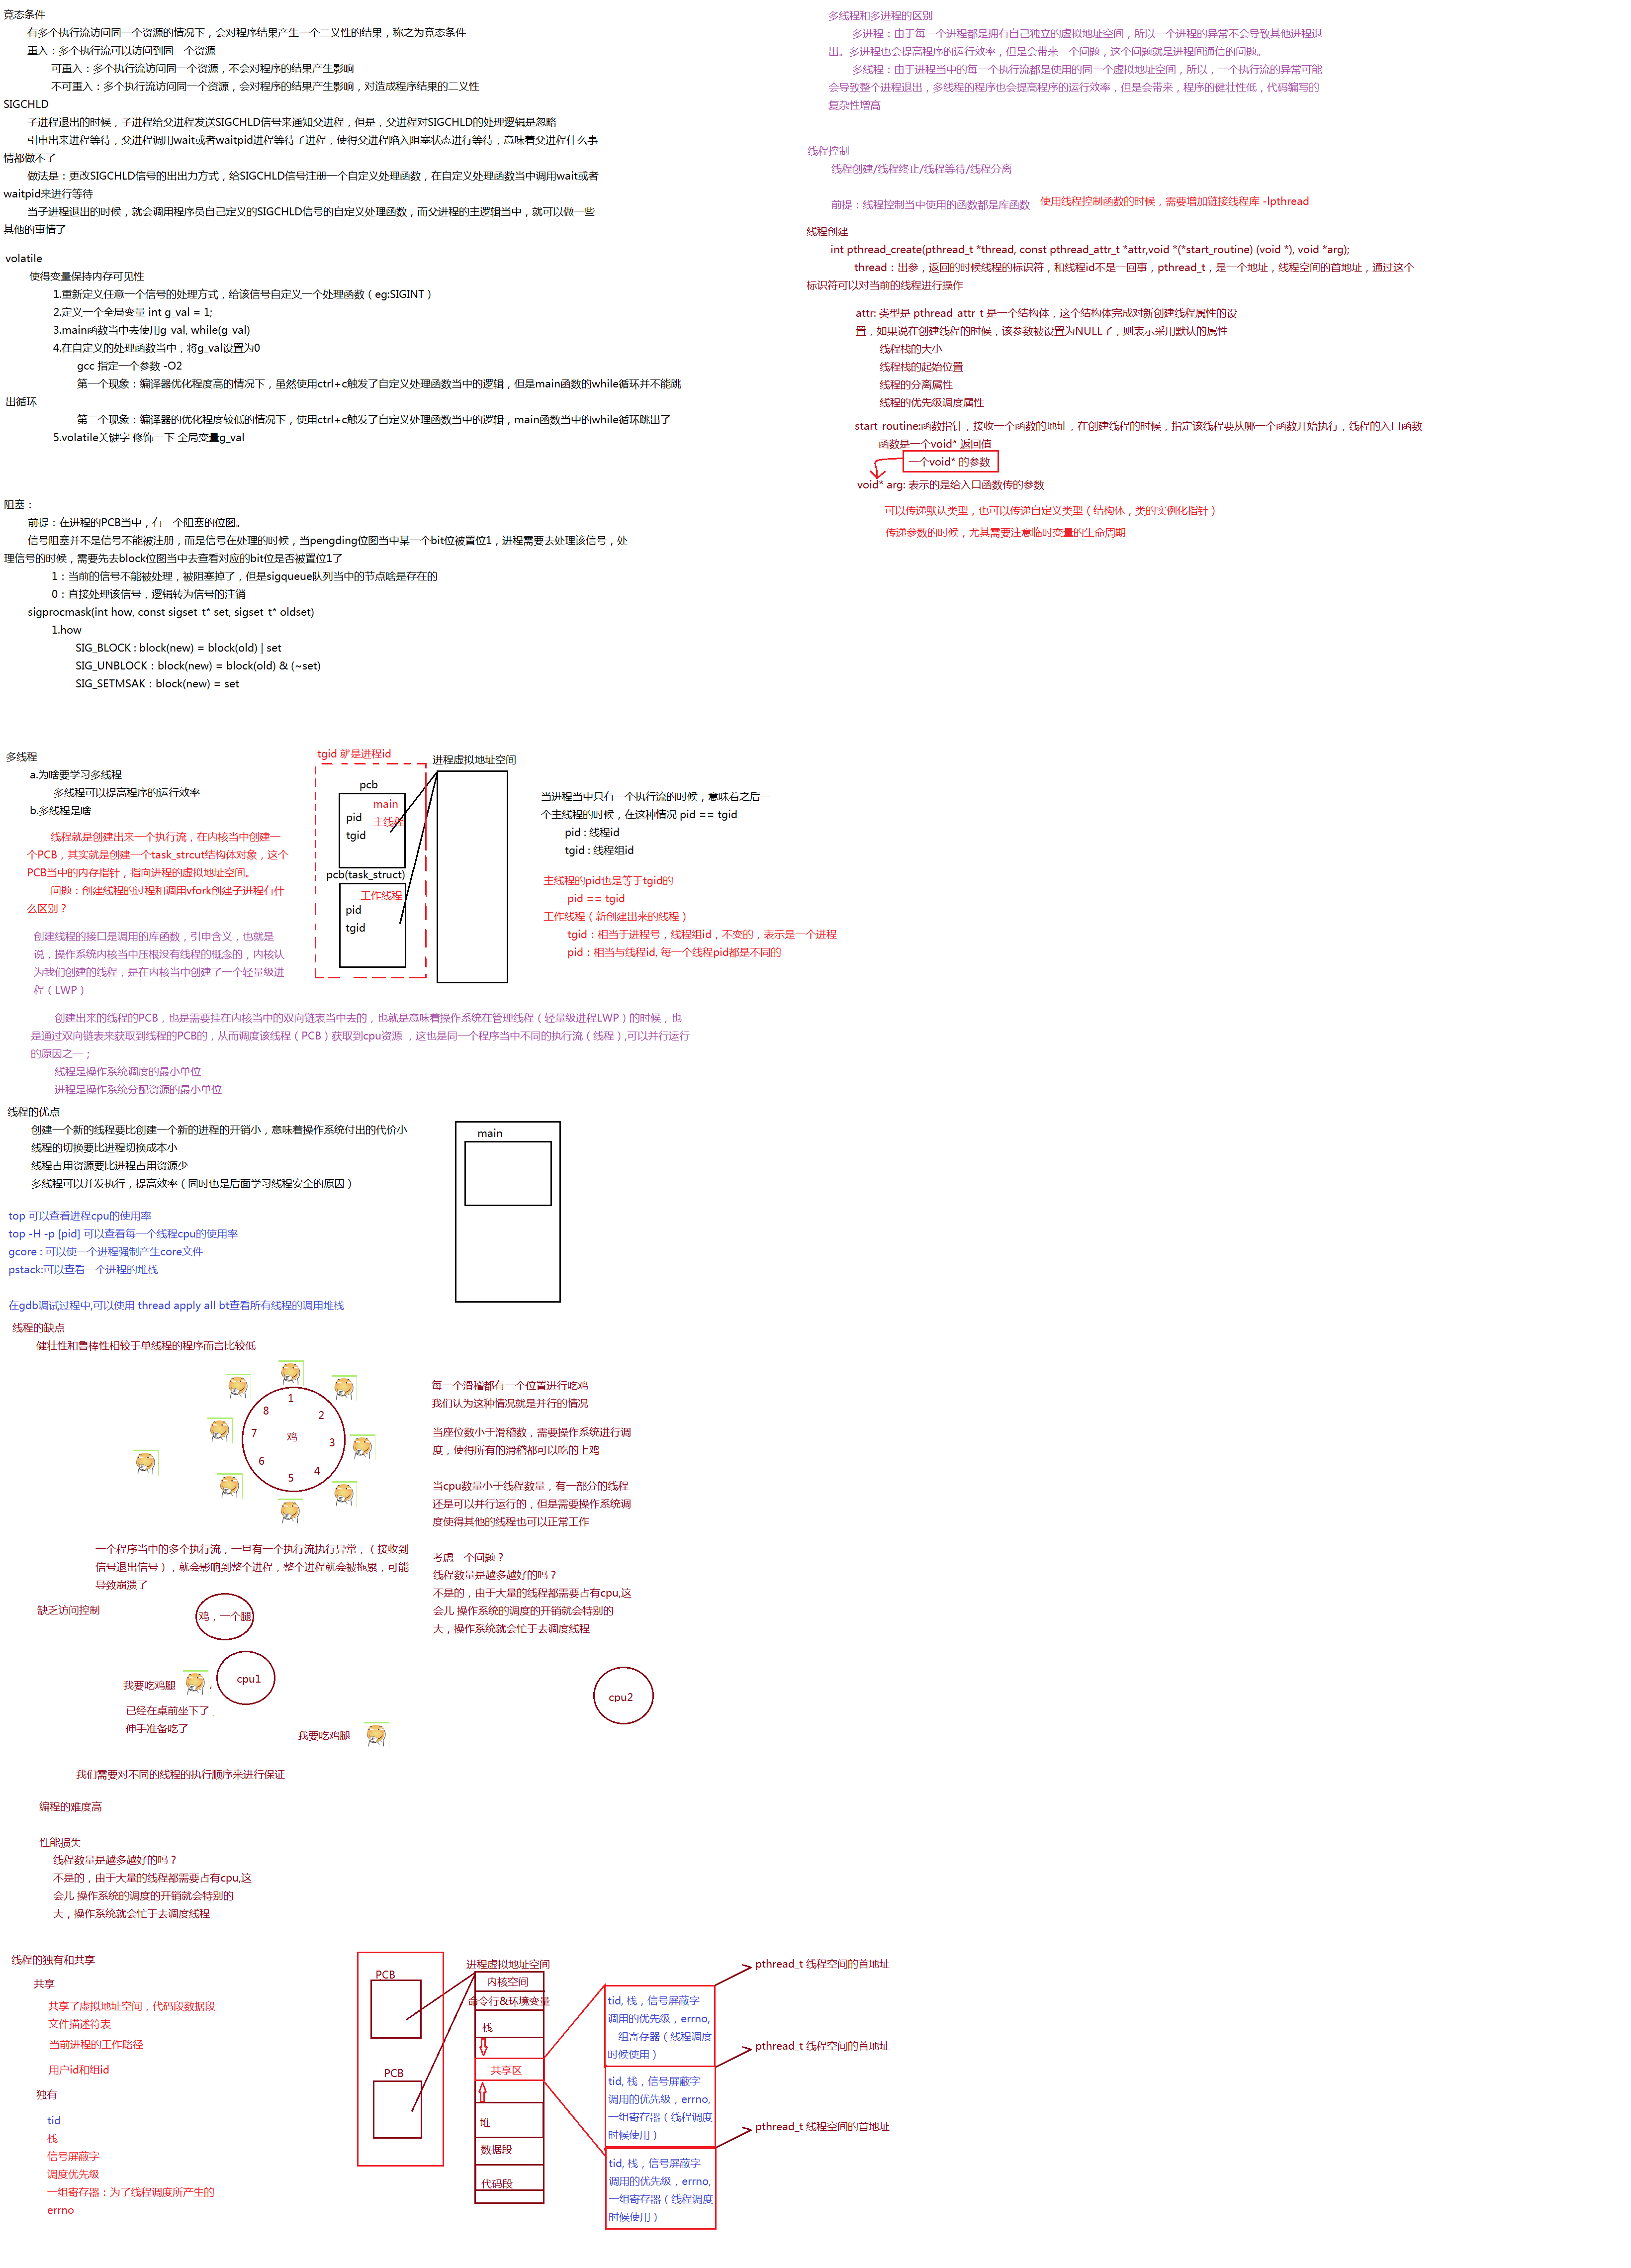 竞态条件
有多个执行流访问同一个资源的情况下，会对程序结果产生一个二义性的结果，称之为竞态条件
重入：多个执行流可以访问到同一个资源
可重入：多个执行流访问同一个资源，不会对程序的结果产生影响
不可重入：多个执行流访问同一个资源，会对程序的结果产生影响，对造成程序结果的二义性
SIGCHLD
子进程退出的时候，子进程给父进程发送SIGCHLD信号来通知父进程，但是，父进程对SIGCHLD的处理逻辑是忽略
引申出来进程等待，父进程调用wait或者waitpid进程等待子进程，使得父进程陷入阻塞状态进行等待，意味着父进程什么事
情都做不了
做法是：更改SIGCHLD信号的出出力方式，给SIGCHLD信号注册一个自定义处理函数，在自定义处理函数当中调用wait或者
waitpid来进行等待
当子进程退出的时候，就会调用程序员自己定义的SIGCHLD信号的自定义处理函数，而父进程的主逻辑当中，就可以做一些
其他的事情了
volatile
使得变量保持内存可见性
1.重新定义任意一个信号的处理方式，给该信号自定义一个处理函数（eg:SIGINT）
2.定义一个全局变量 int g_val = 1;
3.main函数当中去使用g_val, while(g_val)
4.在自定义的处理函数当中，将g_val设置为0
gcc 指定一个参数 -O2
第一个现象：编译器优化程度高的情况下，虽然使用ctrl+c触发了自定义处理函数当中的逻辑，但是main函数的while循环并不能跳
出循环
第二个现象：编译器的优化程度较低的情况下，使用ctrl+c触发了自定义处理函数当中的逻辑，main函数当中的while循环跳出了
5.volatile关键字 修饰一下 全局变量g_val
阻塞：
前提：在进程的PCB当中，有一个阻塞的位图。
信号阻塞并不是信号不能被注册，而是信号在处理的时候，当pengding位图当中某一个bit位被置位1，进程需要去处理该信号，处
理信号的时候，需要先去block位图当中去查看对应的bit位是否被置位1了
1：当前的信号不能被处理，被阻塞掉了，但是sigqueue队列当中的节点啥是存在的
0：直接处理该信号，逻辑转为信号的注销
sigprocmask(int how, const sigset_t* set, sigset_t* oldset)
1.how
SIG_BLOCK : block(new) = block(old) | set
SIG_UNBLOCK：block(new) = block(old) & (~set)
SIG_SETMSAK：block(new) = set
多线程
a.为啥要学习多线程
多线程可以提高程序的运行效率
b.多线程是啥
线程就是创建出来一个执行流，在内核当中创建一
个PCB，其实就是创建一个task_strcut结构体对象，这个
PCB当中的内存指针，指向进程的虚拟地址空间。
问题：创建线程的过程和调用vfork创建子进程有什
么区别？
创建线程的接口是调用的库函数，引申含义，也就是
说，操作系统内核当中压根没有线程的概念的，内核认
为我们创建的线程，是在内核当中创建了一个轻量级进
程（LWP）
tgid 就是进程id
pcb
main
主线程
pid
tgid
pcb(task_struct)
工作线程
pid
tgid
进程虚拟地址空间
当进程当中只有一个执行流的时候，意味着之后一
个主线程的时候，在这种情况 pid == tgid
pid : 线程id
tgid : 线程组id
主线程的pid也是等于tgid的
pid == tgid
工作线程（新创建出来的线程）
tgid：相当于进程号，线程组id，不变的，表示是一个进程
pid：相当与线程id, 每一个线程pid都是不同的
创建出来的线程的PCB，也是需要挂在内核当中的双向链表当中去的，也就是意味着操作系统在管理线程（轻量级进程LWP）的时候，也
是通过双向链表来获取到线程的PCB的，从而调度该线程（PCB）获取到cpu资源 ，这也是同一个程序当中不同的执行流（线程）,可以并行运行
的原因之一；
线程是操作系统调度的最小单位
进程是操作系统分配资源的最小单位
线程的优点
创建一个新的线程要比创建一个新的进程的开销小，意味着操作系统付出的代价小
线程的切换要比进程切换成本小
线程占用资源要比进程占用资源少
多线程可以并发执行，提高效率（同时也是后面学习线程安全的原因）
main
top 可以查看进程cpu的使用率
top -H -p [pid] 可以查看每一个线程cpu的使用率
gcore : 可以使一个进程强制产生core文件
pstack:可以查看一个进程的堆栈
在gdb调试过程中,可以使用 thread apply all bt查看所有线程的调用堆栈
线程的缺点
健壮性和鲁棒性相较于单线程的程序而言比较低
1
2
3
4
5
6
7
8
鸡
每一个滑稽都有一个位置进行吃鸡
我们认为这种情况就是并行的情况
当座位数小于滑稽数，需要操作系统进行调
度，使得所有的滑稽都可以吃的上鸡
当cpu数量小于线程数量，有一部分的线程
还是可以并行运行的，但是需要操作系统调
度使得其他的线程也可以正常工作
考虑一个问题？
线程数量是越多越好的吗？
不是的，由于大量的线程都需要占有cpu,这
会儿 操作系统的调度的开销就会特别的
大，操作系统就会忙于去调度线程
一个程序当中的多个执行流，一旦有一个执行流执行异常，（接收到
信号退出信号），就会影响到整个进程，整个进程就会被拖累，可能
导致崩溃了
缺乏访问控制
鸡，一个腿
cpu1
cpu2
我要吃鸡腿
，
已经在桌前坐下了
伸手准备吃了
我要吃鸡腿
我们需要对不同的线程的执行顺序来进行保证
编程的难度高
性能损失
线程数量是越多越好的吗？
不是的，由于大量的线程都需要占有cpu,这
会儿 操作系统的调度的开销就会特别的
大，操作系统就会忙于去调度线程
线程的独有和共享
共享
共享了虚拟地址空间，代码段数据段
文件描述符表
当前进程的工作路径
用户id和组id
独有
tid
栈
信号屏蔽字
调度优先级
一组寄存器：为了线程调度所产生的
errno
PCB
PCB
进程虚拟地址空间
内核空间
命令行&环境变量
栈
共享区
堆
数据段
代码段
tid, 栈，信号屏蔽字
调用的优先级，errno,
一组寄存器（线程调度
时候使用）
tid, 栈，信号屏蔽字
调用的优先级，errno,
一组寄存器（线程调度
时候使用）
tid, 栈，信号屏蔽字
调用的优先级，errno,
一组寄存器（线程调度
时候使用）
pthread_t 线程空间的首地址
pthread_t 线程空间的首地址
pthread_t 线程空间的首地址
多线程和多进程的区别
多进程：由于每一个进程都是拥有自己独立的虚拟地址空间，所以一个进程的异常不会导致其他进程退
出。多进程也会提高程序的运行效率，但是会带来一个问题，这个问题就是进程间通信的问题。
多线程：由于进程当中的每一个执行流都是使用的同一个虚拟地址空间，所以，一个执行流的异常可能
会导致整个进程退出，多线程的程序也会提高程序的运行效率，但是会带来，程序的健壮性低，代码编写的
复杂性增高
线程控制
线程创建/线程终止/线程等待/线程分离
前提：线程控制当中使用的函数都是库函数
使用线程控制函数的时候，需要增加链接线程库 -lpthread
线程创建
int pthread_create(pthread_t *thread, const pthread_attr_t *attr,void *(*start_routine) (void *), void *arg);
thread：出参，返回的时候线程的标识符，和线程id不是一回事，pthread_t，是一个地址，线程空间的首地址，通过这个
标识符可以对当前的线程进行操作
attr: 类型是 pthread_attr_t 是一个结构体，这个结构体完成对新创建线程属性的设
置，如果说在创建线程的时候，该参数被设置为NULL了，则表示采用默认的属性
线程栈的大小
线程栈的起始位置
线程的分离属性
线程的优先级调度属性
start_routine:函数指针，接收一个函数的地址，在创建线程的时候，指定该线程要从哪一个函数开始执行，线程的入口函数
函数是一个void* 返回值
一个void* 的参数
void* arg: 表示的是给入口函数传的参数
可以传递默认类型，也可以传递自定义类型（结构体，类的实例化指针）
传递参数的时候，尤其需要注意临时变量的生命周期